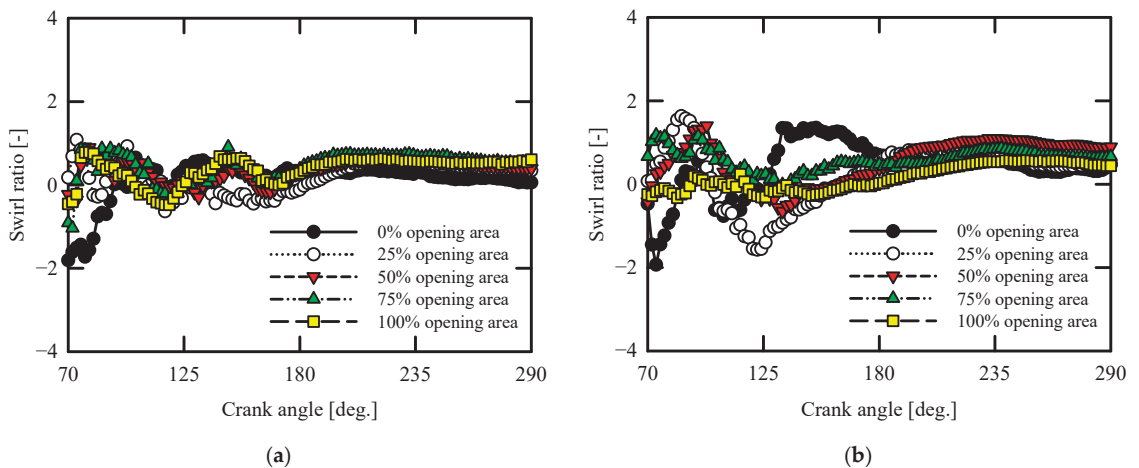 4
2
0
−2
−4
Swirl ratio [-]
0% opening area
25% opening area
50% opening area
75% opening area
100% opening area
70
125
180
235
290
Crank angle [deg.]
(a)
4
2
0
−2
−4
Swirl ratio [-]
0% opening area
25% opening area
50% opening area
75% opening area
100% opening area
70
125
180
235
290
Crank angle [deg.]
(b)